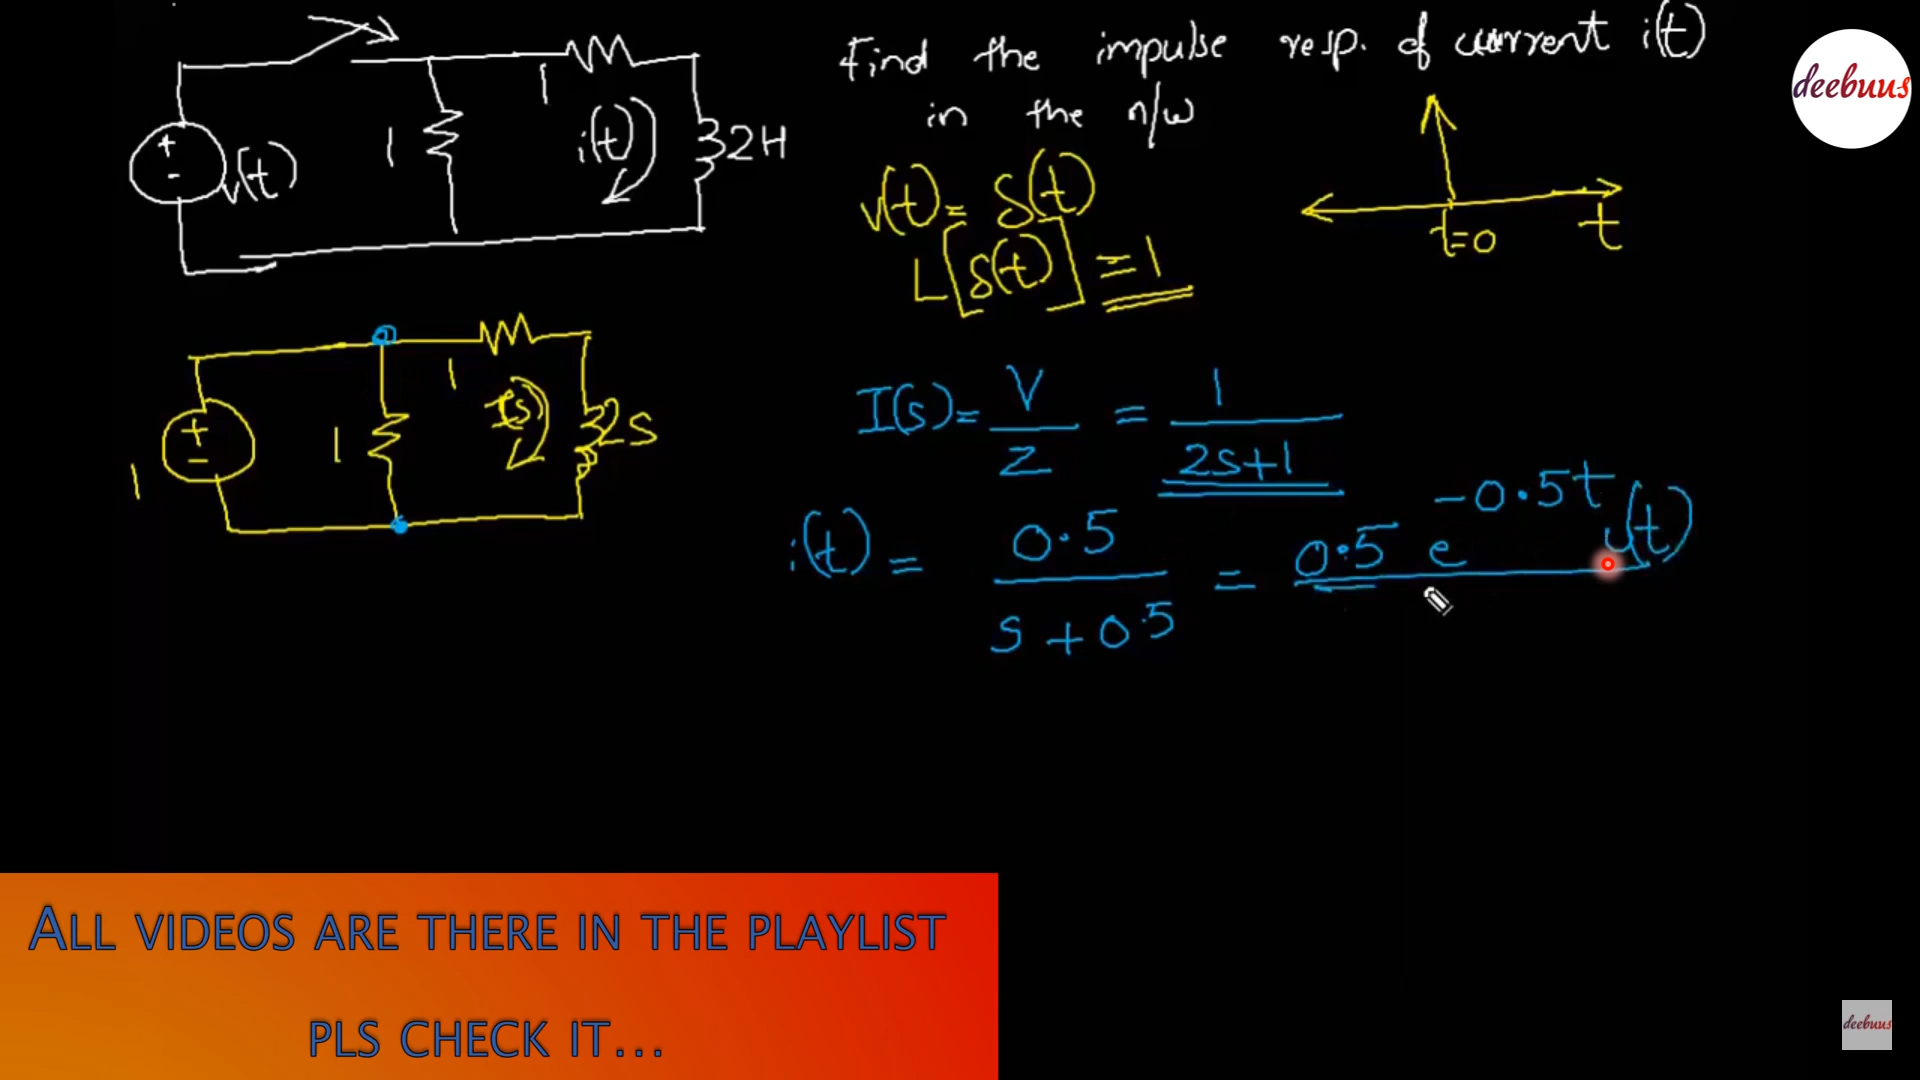 Find the impulse resp. of current i(t)
in the n/w
deebuus
+
-
v(t)
1
1
i(t)
2H
v(t) = δ(t)
L[δ(t)] = 1
t=0
t
1
+
-
1
1
I(s)
2s
I(s) = V/Z = 1/(2s+1)
i(t) = 0.5/(s+0.5) = 0.5 e^(-0.5t) u(t)
ALL VIDEOS ARE THERE IN THE PLAYLIST
PLS CHECK IT...
deebuus